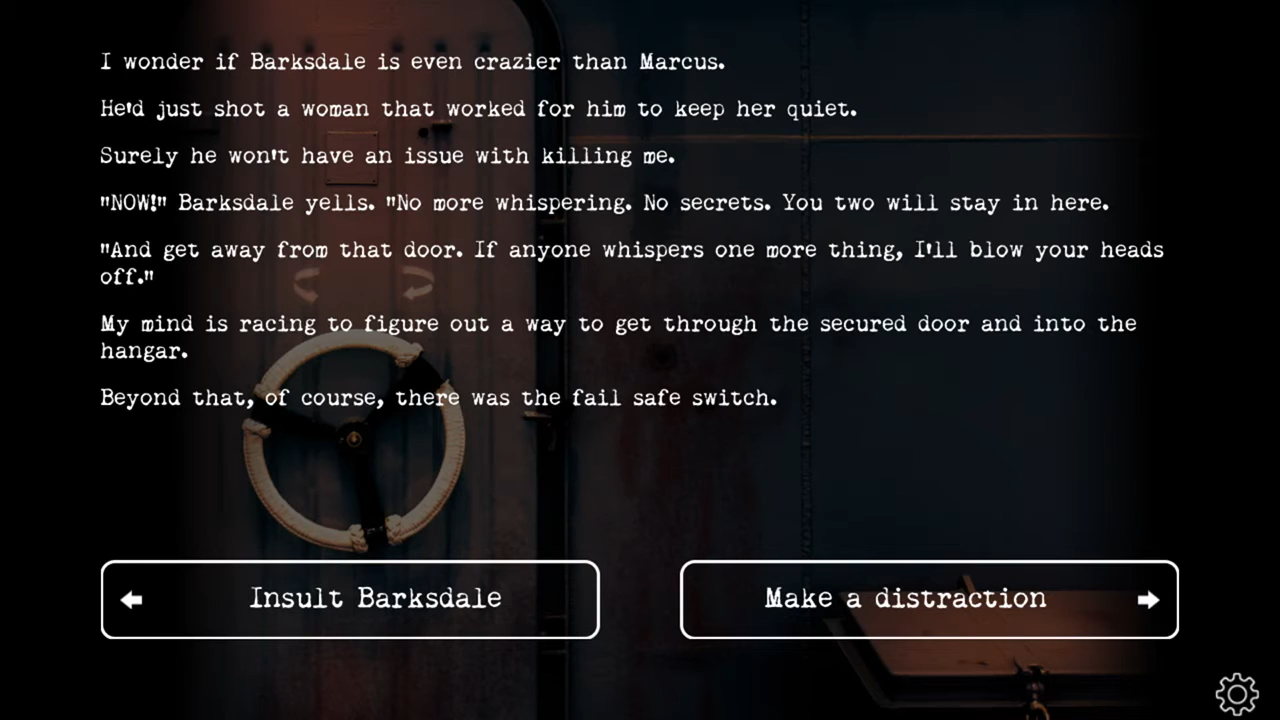 I wonder if Barksdale is even crazier than Marcus.
He'd just shot a woman that worked for him to keep her quiet.
Surely he won't have an issue with killing me.
"NOW!" Barksdale yells. "No more whispering. No secrets. You two will stay in here.
"And get away from that door. If anyone whispers one more thing, I'll blow your heads
off."
My mind is racing to figure out a way to get through the secured door and into the
hangar.
Beyond that, of course, there was the fail safe switch.
Insult Barksdale
Make a distraction